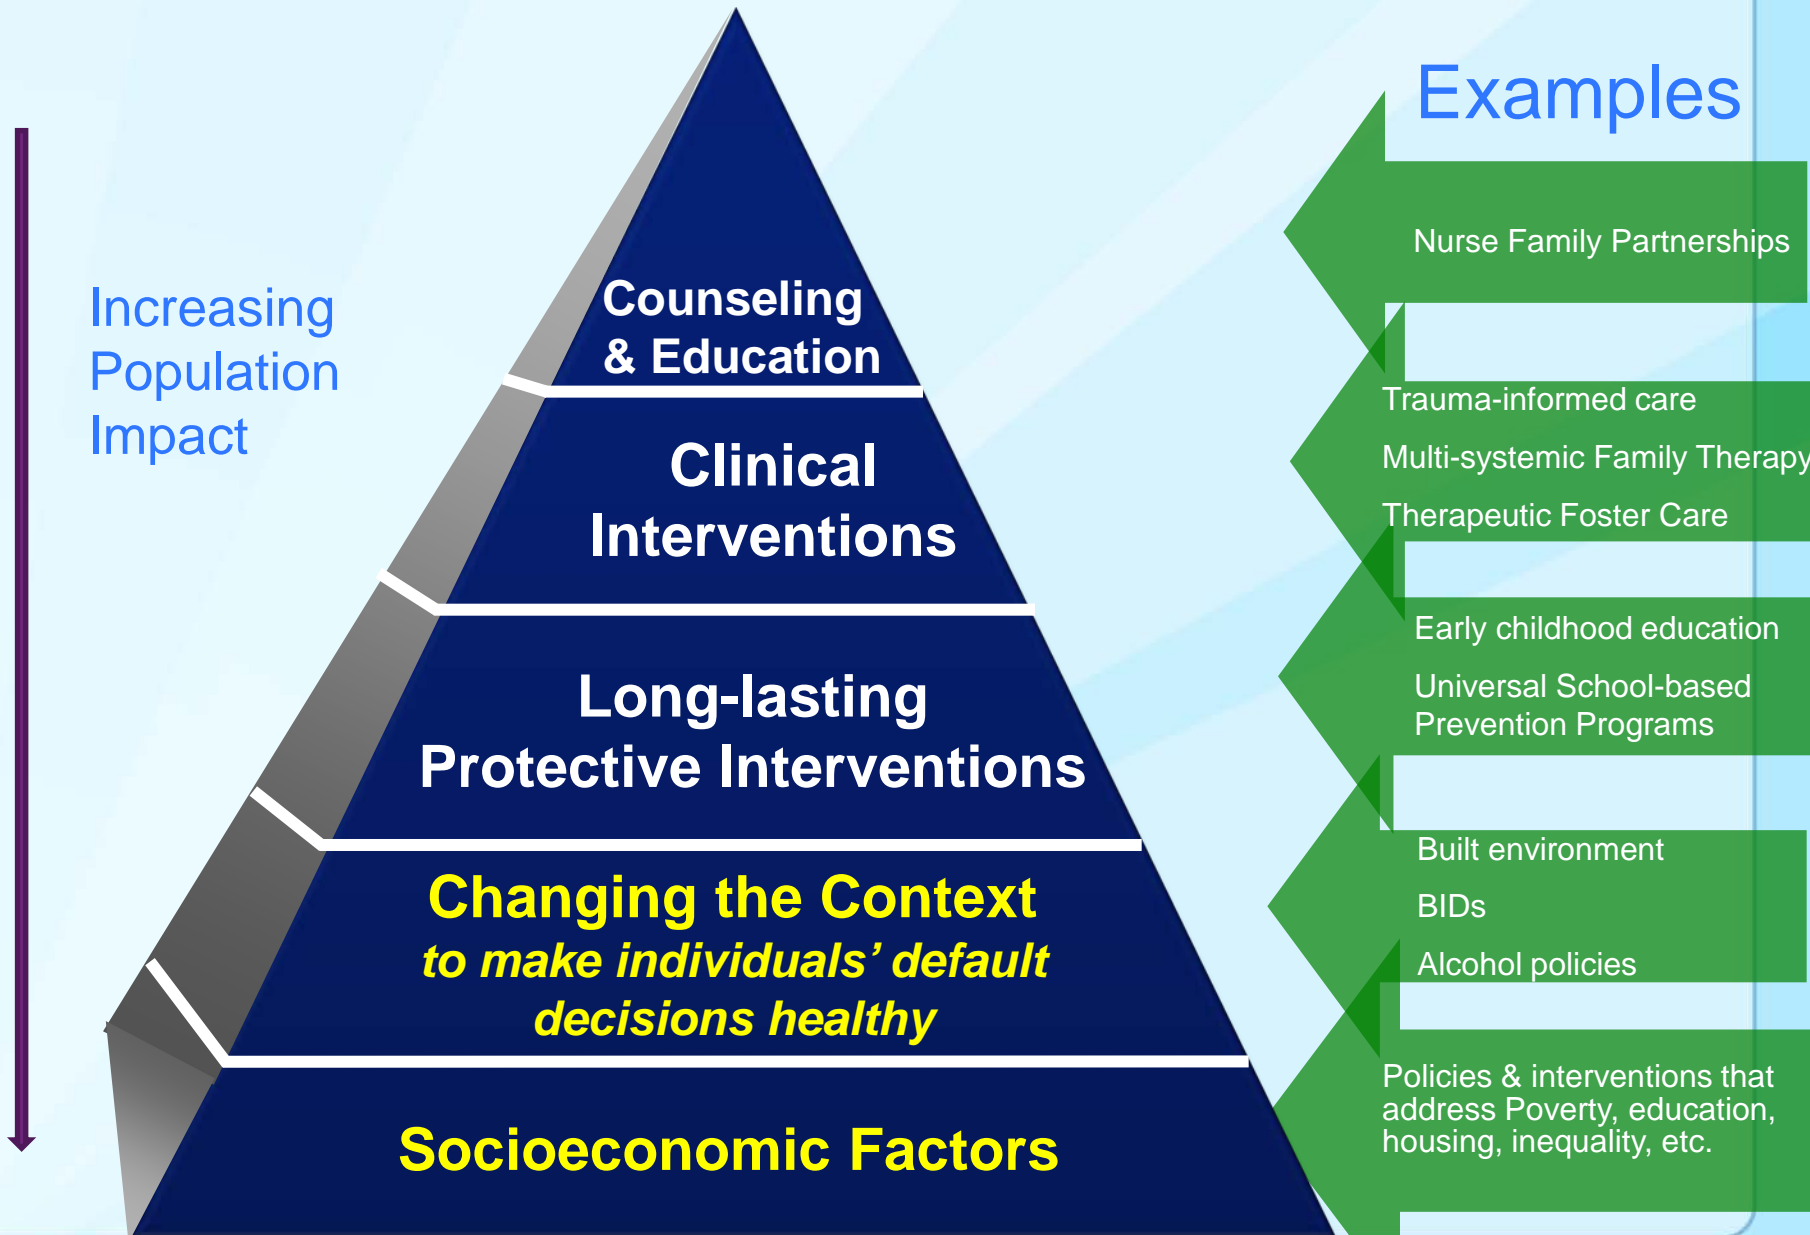 Examples
Increasing
Population
Impact
Counseling
& Education
Clinical
Interventions
Long-lasting
Protective Interventions
Changing the Context
to make individuals’ default
decisions healthy
Socioeconomic Factors
Nurse Family Partnerships
Trauma-informed care
Multi-systemic Family Therapy
Therapeutic Foster Care
Early childhood education
Universal School-based
Prevention Programs
Built environment
BIDs
Alcohol policies
Policies & interventions that
address Poverty, education,
housing, inequality, etc.